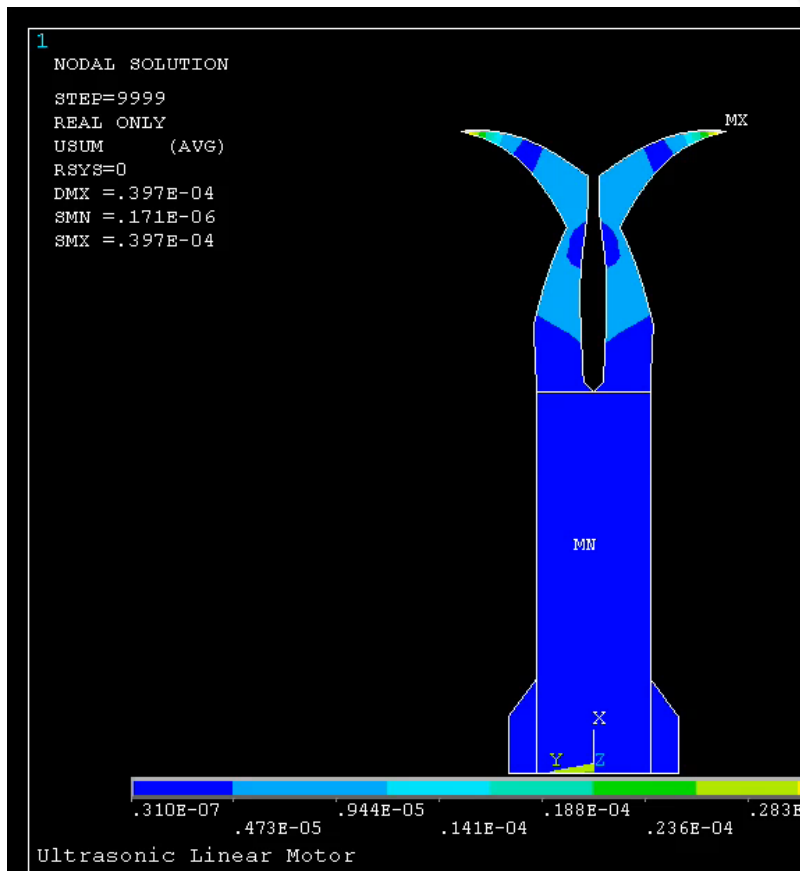 1
NODAL SOLUTION
STEP=9999
REAL ONLY
USUM (AVG)
RSYS=0
DMX =.397E-04
SMN =.171E-06
SMX =.397E-04
MX
MN
X
Y Z
.310E-07 .944E-05 .188E-04 .283E
.473E-05 .141E-04 .236E-04
Ultrasonic Linear Motor